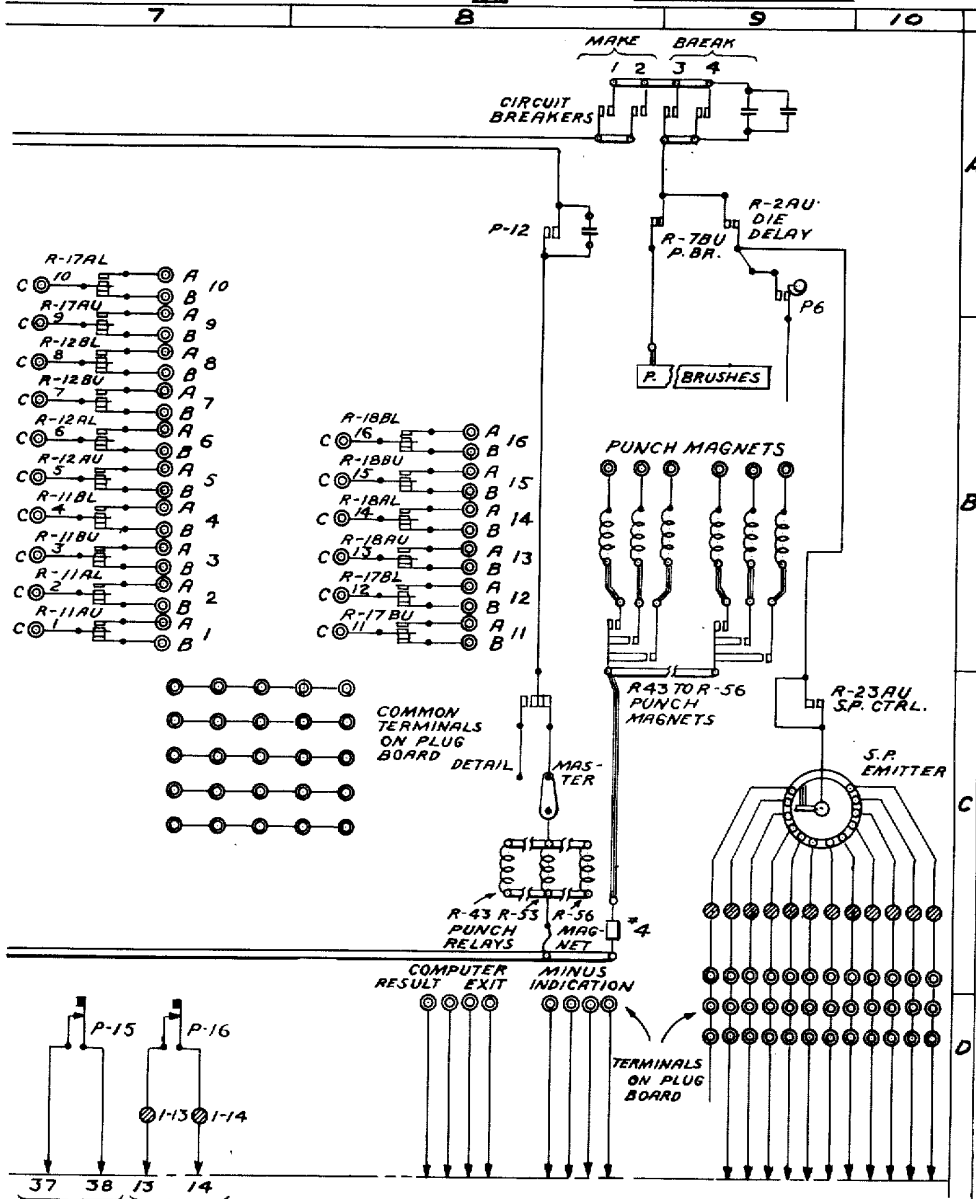 7 8 9 10
MAKE BREAK
1 2 3 4
CIRCUIT
BREAKERS
A
P-12
R-2AU
DIE
DELAY
R-7BU
P.BR.
P6
P. BRUSHES
R-17AL
C 10 A 10
B
R-17AU
C 9 A 9
B
R-12BL
C 8 A 8
B
R-12BU
C 7 A 7
B
R-12AL
C 6 A 6
B
R-12AU
C 5 A 5
B
R-11BL
C 4 A 4
B
R-11BU
C 3 A 3
B
R-11AL
C 2 A 2
B
R-11AU
C 1 A 1
B
R-18BL
C 16 A 16
B
R-18BU
C 15 A 15
B
R-18AL
C 14 A 14
B
R-18AU
C 13 A 13
B
R-17BL
C 12 A 12
B
R-17BU
C 11 A 11
B
PUNCH MAGNETS
B
R43 TO R-56
PUNCH
MAGNETS
R-23AU
S.P. CTRL.
COMMON
TERMINALS
ON PLUG
BOARD
DETAIL
MAS-
TER
S.P.
EMITTER
C
R-43 R-53 R-56
PUNCH MAG-
RELAYS NET
#4
COMPUTER
RESULT EXIT
MINUS
INDICATION
P-15 P-16
TERMINALS
ON PLUG
BOARD
D
1-13 1-14
37 38 13 14